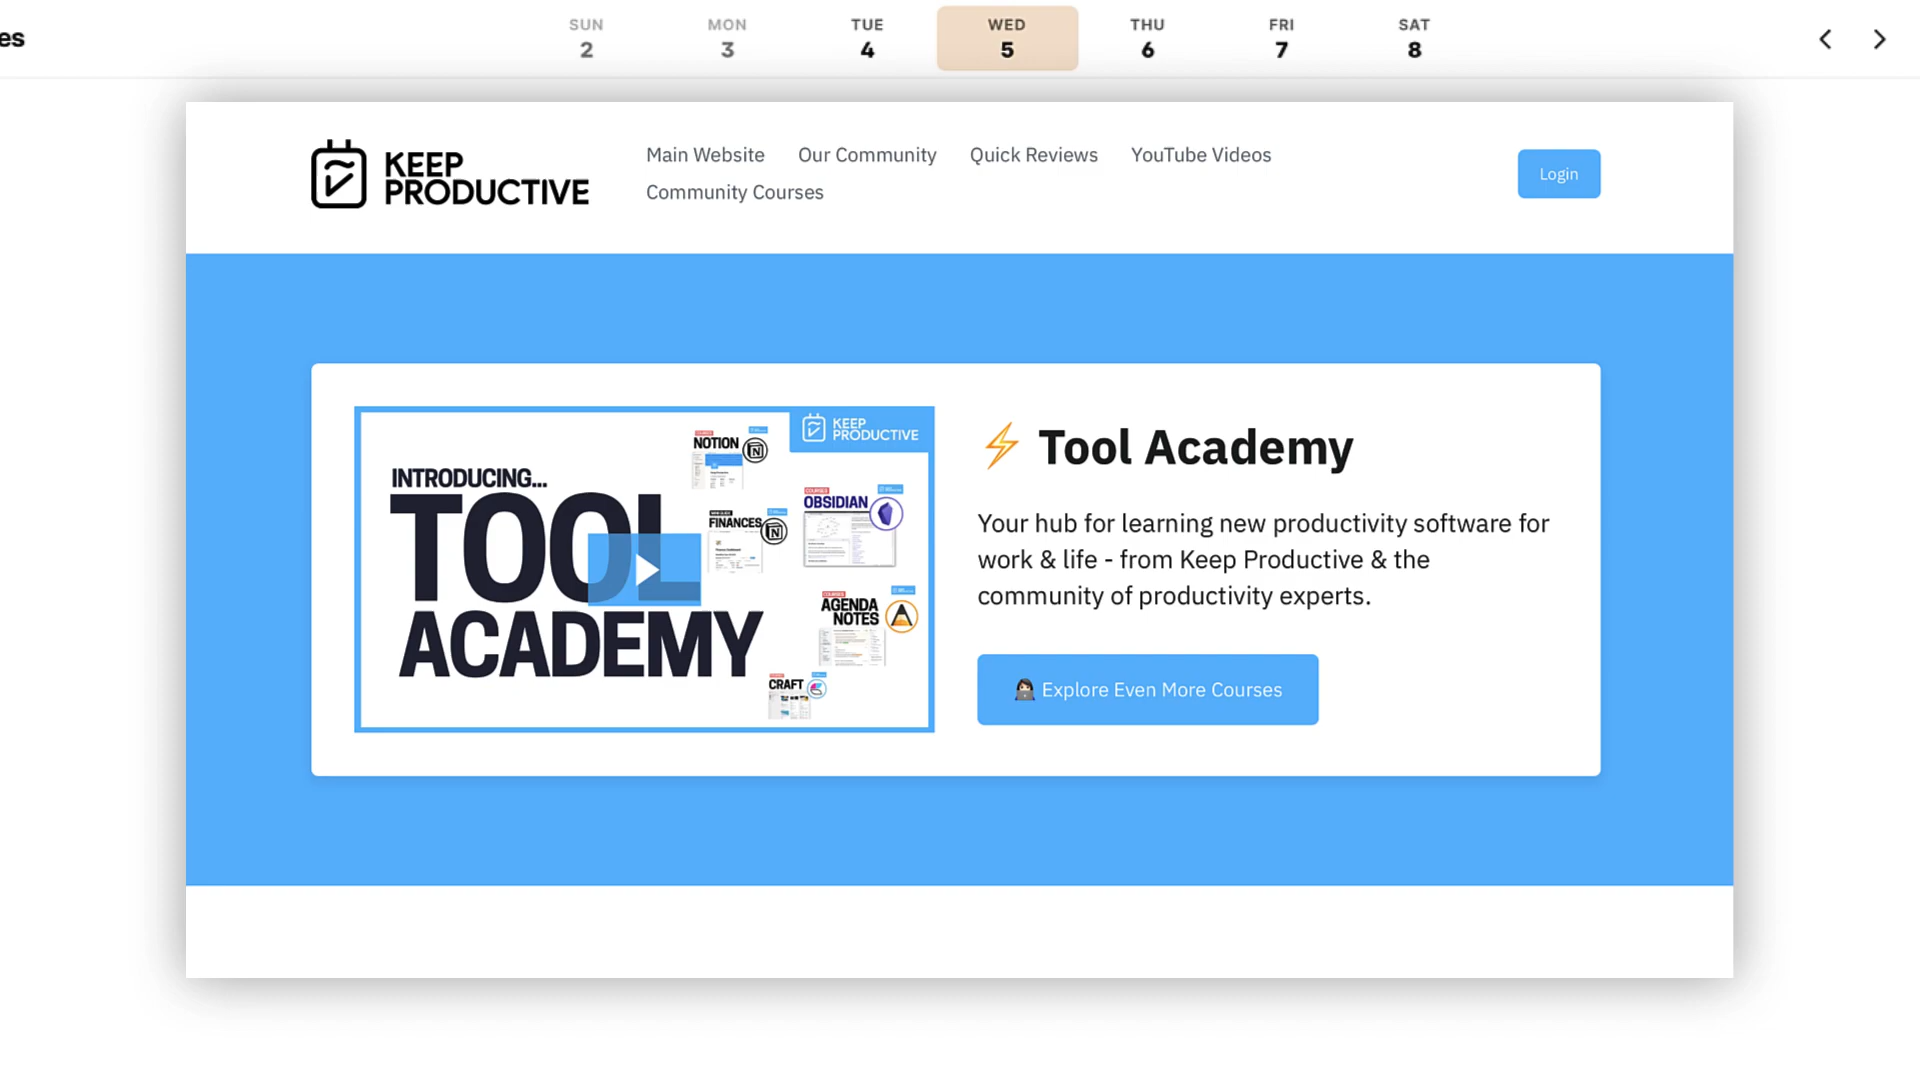 es
SUN MON TUE WED THU FRI SAT
2 3 4 5 6 7 8
KEEP
PRODUCTIVE
Main Website Our Community Quick Reviews YouTube Videos
Community Courses
Login
KEEP
PRODUCTIVE
INTRODUCING...
TOOL
ACADEMY
NOTION
COURSES
OBSIDIAN
FINANCES
COURSES
AGENDA
NOTES
CRAFT
⚡ Tool Academy
Your hub for learning new productivity software for
work & life - from Keep Productive & the
community of productivity experts.
Explore Even More Courses